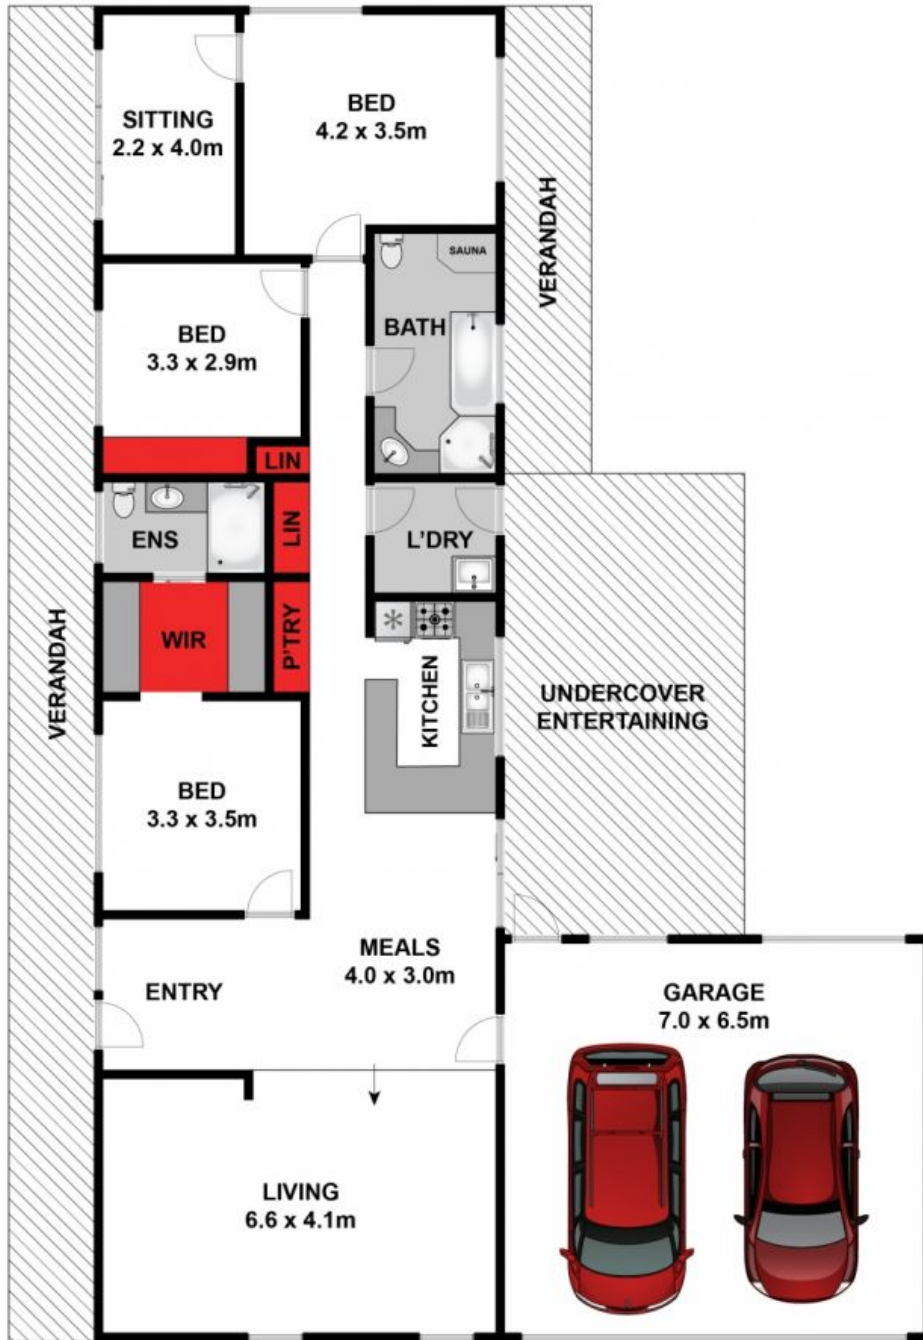 SITTING
2.2 x 4.0m
BED
4.2 x 3.5m
VERANDAH
SAUNA
BATH
BED
3.3 x 2.9m
LIN
ENS
LIN
L'DRY
WIR
P'TRY
KITCHEN
VERANDAH
UNDERCOVER
ENTERTAINING
BED
3.3 x 3.5m
MEALS
4.0 x 3.0m
ENTRY
GARAGE
7.0 x 6.5m
LIVING
6.6 x 4.1m